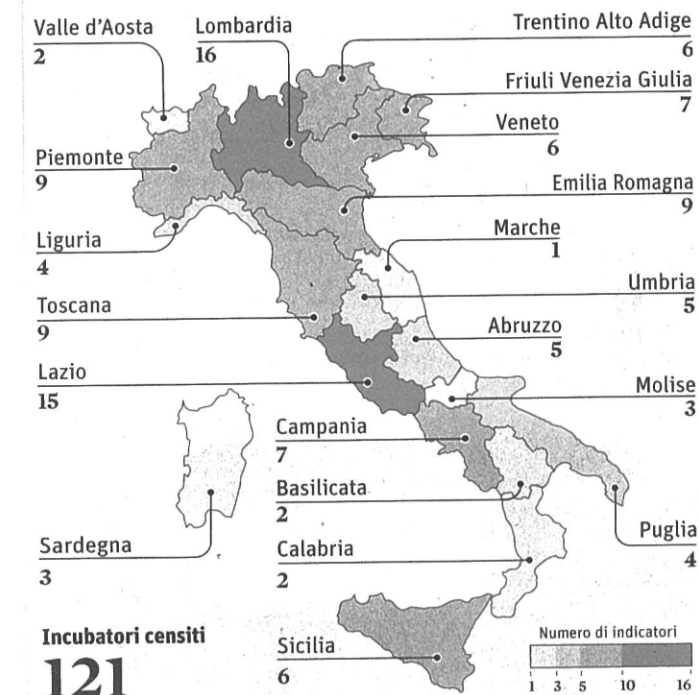 Valle d'Aosta
2
Lombardia
16
Trentino Alto Adige
6
Friuli Venezia Giulia
7
Veneto
6
Piemonte
9
Emilia Romagna
9
Marche
1
Liguria
4
Umbria
5
Toscana
9
Abruzzo
5
Lazio
15
Molise
3
Campania
7
Basilicata
2
Puglia
4
Sardegna
3
Calabria
2
Incubatori censiti
121
Sicilia
6
Numero di indicatori
1 3 5 10 16